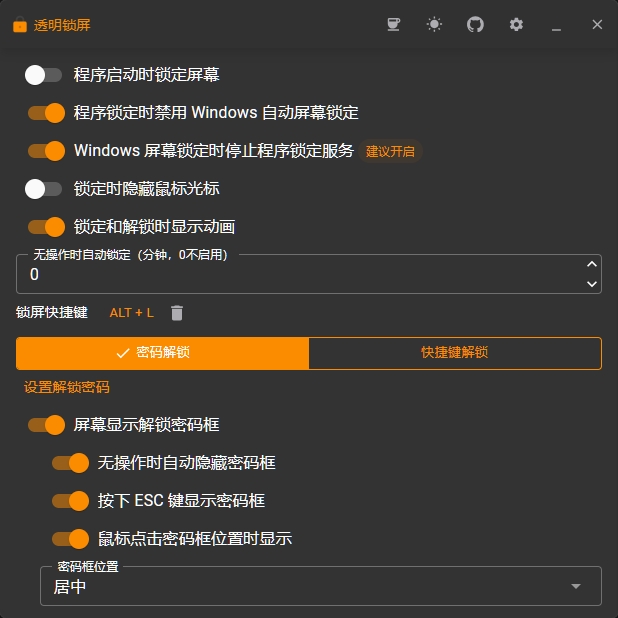 透明锁屏
程序启动时锁定屏幕
程序锁定时禁用 Windows 自动屏幕锁定
Windows 屏幕锁定时停止程序锁定服务 建议开启
锁定时隐藏鼠标光标
锁定和解锁时显示动画
无操作时自动锁定（分钟，0不启用）
0
锁屏快捷键 ALT + L
密码解锁 快捷键解锁
设置解锁密码
屏幕显示解锁密码框
无操作时自动隐藏密码框
按下 ESC 键显示密码框
鼠标点击密码框位置时显示
密码框位置
居中